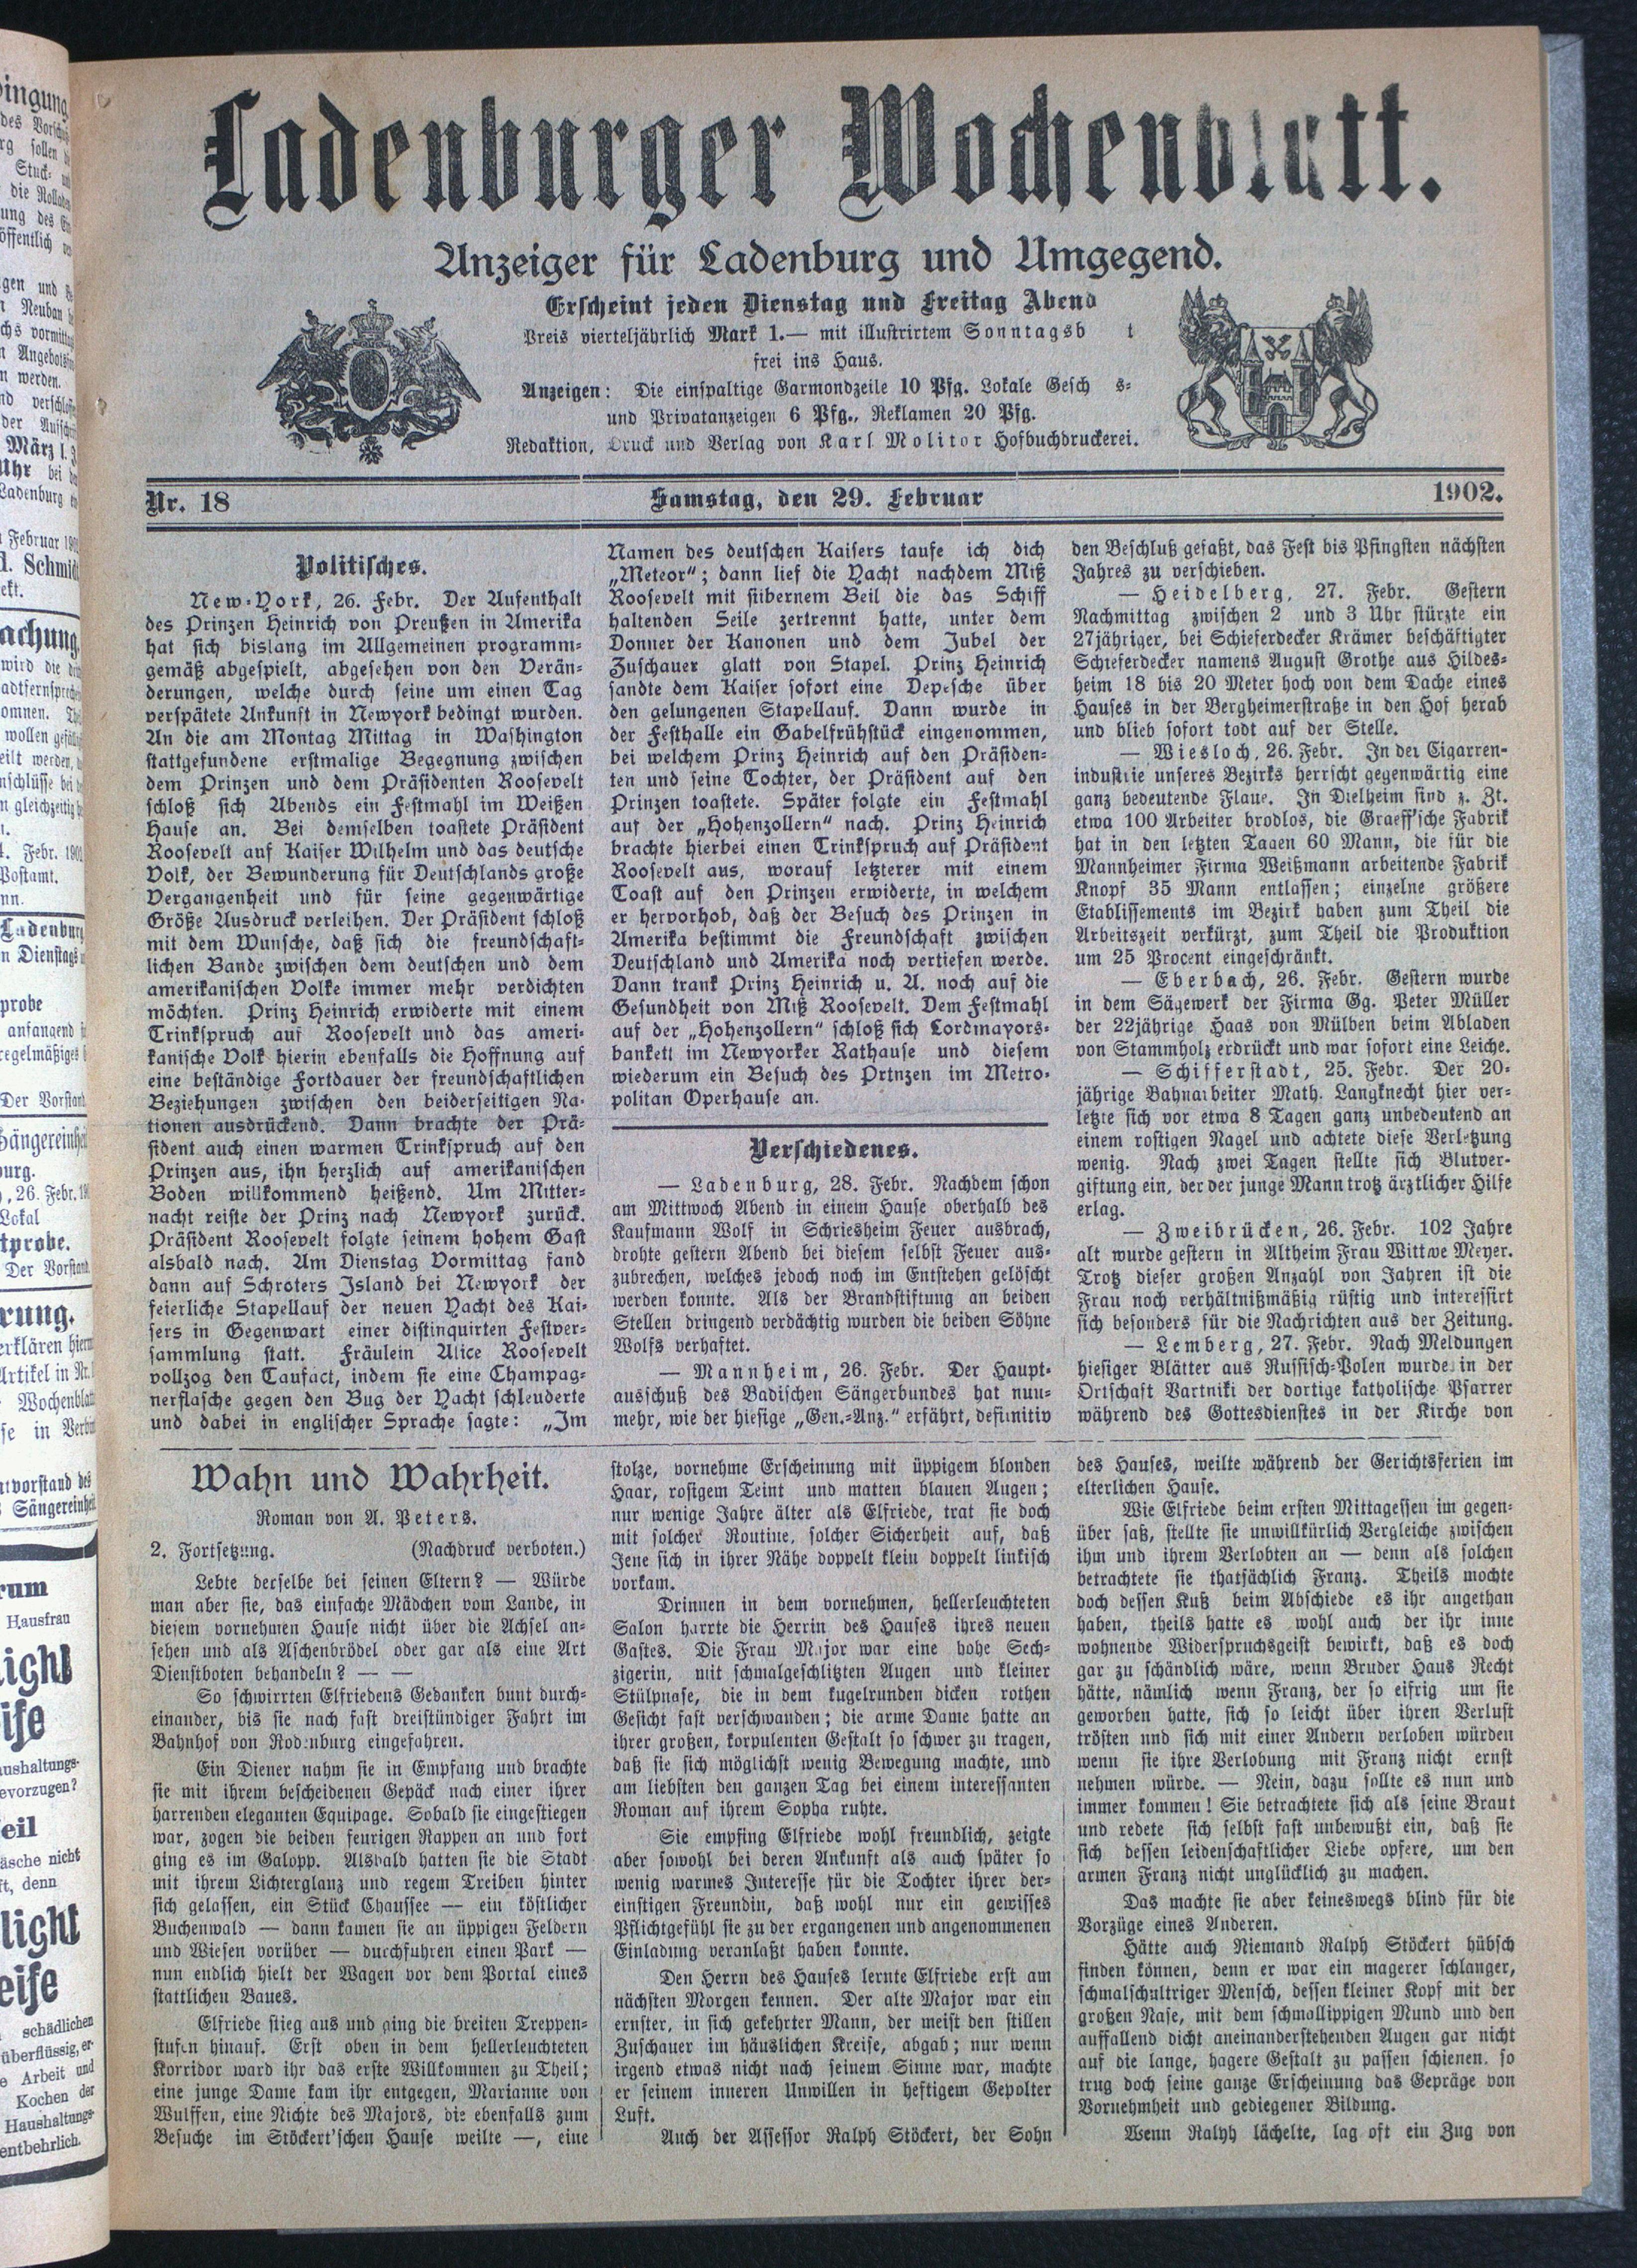 Ladenburger Wochenblatt.
Anzeiger für Ladenburg und Umgegend.
Erscheint jeden Dienstag und Freitag Abend
Preis vierteljährlich Mark 1.— mit illustrirtem
frei ins Haus.
Anzeigen: Die einspaltige Garmondzeile 10 Pfg. Lokale
und Privatanzeigen 6 Pfg., Reklamen 20 Pfg.
Redaktion, Druck und Verlag von Karl Molitor Hofbuchdruckerei.
Nr. 18
Samstag, den 29. Februar
1902.
Politisches.
New-York, 26. Febr. Der Aufenthalt
des Prinzen Heinrich von Preußen in Amerika
hat sich bislang im Allgemeinen programm-
gemäß abgespielt, abgesehen von den Verän-
derungen, welche durch seine um einen Tag
verspätete Ankunft in Newyork bedingt wurden.
An die am Montag Mittag in Washington
stattgefundene erstmalige Begegnung zwischen
dem Prinzen und dem Präsidenten Roosevelt
schloß sich Abends ein Festmahl im Weißen
Hause an. Bei demselben toastete Präsident
Roosevelt auf Kaiser Wilhelm und das deutsche
Volk, der Bewunderung für Deutschlands große
Vergangenheit und für seine gegenwärtige
Größe Ausdruck verleihen. Der Präsident schloß
mit dem Wunsche, daß sich die freundschaft-
lichen Bande zwischen dem deutschen und dem
amerikanischen Volke immer mehr verdichten
möchten. Prinz Heinrich erwiderte mit einem
Trinkspruch auf Roosevelt und das ameri-
kanische Volk hierin ebenfalls die Hoffnung auf
eine beständige Fortdauer der freundschaftlichen
Beziehungen zwischen den beiderseitigen Na-
tionen ausdrückend. Dann brachte der Prä-
sident auch einen warmen Trinkspruch auf den
Prinzen aus, ihn herzlich auf amerikanischen
Boden willkommend heißend. Um Mitter-
nacht reiste der Prinz nach Newyork zurück.
Präsident Roosevelt folgte seinem hohem Gast
alsbald nach. Am Dienstag Vormittag fand
dann auf Schroters Island bei Newyork der
feierliche Stapellauf der neuen Yacht des Kai-
sers in Gegenwart einer distinquirten Festver-
sammlung statt. Fräulein Alice Roosevelt
vollzog den Taufact, indem sie eine Champag-
nerflasche gegen den Bug der Yacht schleuderte
und dabei in englischer Sprache sagte: „Im
Namen des deutschen Kaisers taufe ich dich
„Meteor“; dann lief die Yacht nachdem Miß
Roosevelt mit silbernem Beil die das Schiff
haltenden Seile zertrennt hatte, unter dem
Donner der Kanonen und dem Jubel der
Zuschauer glatt von Stapel. Prinz Heinrich
sandte dem Kaiser sofort eine Depesche über
den gelungenen Stapellauf. Dann wurde in
der Festhalle ein Gabelfrühstück eingenommen,
bei welchem Prinz Heinrich auf den Präsiden-
ten und seine Tochter, der Präsident auf den
Prinzen toastete. Später folgte ein Festmahl
auf der „Hohenzollern“ nach. Prinz Heinrich
brachte hierbei einen Trinkspruch auf Präsident
Roosevelt aus, worauf letzterer mit einem
Toast auf den Prinzen erwiderte, in welchem
er hervorhob, daß der Besuch des Prinzen in
Amerika bestimmt die Freundschaft zwischen
Deutschland und Amerika noch vertiefen werde.
Dann trank Prinz Heinrich u. A. noch auf die
Gesundheit von Miß Roosevelt. Dem Festmahl
auf der „Hohenzollern“ schloß sich Lordmayors-
bankett im Newyorker Rathause und diesem
wiederum ein Besuch des Prinzen im Metro-
politan Operhause an.
Verschiedenes.
— Ladenburg, 28. Febr. Nachdem schon
am Mittwoch Abend in einem Hause oberhalb des
Kaufmann Wolf in Schriesheim Feuer ausbrach,
drohte gestern Abend bei diesem selbst Feuer aus-
zubrechen, welches jedoch noch im Entstehen gelöscht
werden konnte. Als der Brandstiftung an beiden
Stellen dringend verdächtig wurden die beiden Söhne
Wolfs verhaftet.
— Mannheim, 26. Febr. Der Haupt-
ausschuß des Badischen Sängerbundes hat nun-
mehr, wie der hiesige „Gen.-Anz.“ erfährt, definitiv
den Beschluß gefaßt, das Fest bis Pfingsten nächsten
Jahres zu verschieben.
— Heidelberg, 27. Febr. Gestern
Nachmittag zwischen 2 und 3 Uhr stürzte ein
27jähriger, bei Schieferdecker Krämer beschäftigter
Schieferdecker namens August Grothe aus Hildes-
heim 18 bis 20 Meter hoch von dem Dache eines
Hauses in der Bergheimerstraße in den Hof herab
und blieb sofort todt auf der Stelle.
— Wiesloch, 26. Febr. In der Cigarren-
industrie unseres Bezirks herrscht gegenwärtig eine
ganz bedeutende Flaue. In Dielheim sind z. Zt.
etwa 100 Arbeiter brodlos, die Graeff'sche Fabrik
hat in den letzten Tagen 60 Mann, die für die
Mannheimer Firma Weißmann arbeitende Fabrik
Knopf 35 Mann entlassen; einzelne größere
Etablissements im Bezirk haben zum Theil die
Arbeitszeit verkürzt, zum Theil die Produktion
um 25 Procent eingeschränkt.
— Eberbach, 26. Febr. Gestern wurde
in dem Sägewerk der Firma Gg. Peter Müller
der 22jährige Haas von Mülben beim Abladen
von Stammholz erdrückt und war sofort eine Leiche.
— Schifferstadt, 25. Febr. Der 20-
jährige Bahnarbeiter Math. Langknecht hier ver-
letzte sich vor etwa 8 Tagen ganz unbedeutend an
einem rostigen Nagel und achtete diese Verletzung
wenig. Nach zwei Tagen stellte sich Blutver-
giftung ein, der der junge Mann trotz ärztlicher Hilfe
erlag.
— Zweibrücken, 26. Febr. 102 Jahre
alt wurde gestern in Altheim Frau Wittwe Meyer.
Trotz dieser großen Anzahl von Jahren ist die
Frau noch verhältnißmäßig rüstig und interessirt
sich besonders für die Nachrichten aus der Zeitung.
— Lemberg, 27. Febr. Nach Meldungen
hiesiger Blätter aus Russisch-Polen wurde in der
Ortschaft Vartniki der dortige katholische Pfarrer
während des Gottesdienstes in der Kirche von
Wahn und Wahrheit.
Roman von A. Peters.
2. Fortsetzung. (Nachdruck verboten.)
Lebte derselbe bei seinen Eltern? — Würde
man aber sie, das einfache Mädchen vom Lande, in
diesem vornehmen Hause nicht über die Achsel an-
sehen und als Aschenbrödel oder gar als eine Art
Dienstboten behandeln? — —
So schwirrten Elfriedens Gedanken bunt durch-
einander, bis sie nach fast dreistündiger Fahrt im
Bahnhof von Rodenburg eingefahren.
Ein Diener nahm sie in Empfang und brachte
sie mit ihrem bescheidenen Gepäck nach einer ihrer
harrenden eleganten Equipage. Sobald sie eingestiegen
war, zogen die beiden feurigen Rappen an und fort
ging es im Galopp. Alsbald hatten sie die Stadt
mit ihrem Lichterglanz und regem Treiben hinter
sich gelassen, ein Stück Chaussee — ein köstlicher
Buchenwald — dann kamen sie an üppigen Feldern
und Wiesen vorüber — durchfuhren einen Park —
nun endlich hielt der Wagen vor dem Portal eines
stattlichen Baues.
Elfriede stieg aus und ging die breiten Treppen-
stufen hinauf. Erst oben in dem hellerleuchteten
Korridor ward ihr das erste Willkommen zu Theil;
eine junge Dame kam ihr entgegen, Marianne von
Wulffen, eine Nichte des Majors, die ebenfalls zum
Besuche im Stöckert'schen Hause weilte —, eine
stolze, vornehme Erscheinung mit üppigem blonden
Haar, rosigem Teint und matten blauen Augen;
nur wenige Jahre älter als Elfriede, trat sie doch
mit solcher Routine, solcher Sicherheit auf, daß
Jene sich in ihrer Nähe doppelt klein doppelt linkisch
vorkam.
Drinnen in dem vornehmen, hellerleuchteten
Salon harrte die Herrin des Hauses ihres neuen
Gastes. Die Frau Major war eine hohe Sech-
zigerin, mit schmalgeschlitzten Augen und kleiner
Stülpnase, die in dem kugelrunden dicken rothen
Gesicht fast verschwanden; die arme Dame hatte an
ihrer großen, korpulenten Gestalt so schwer zu tragen,
daß sie sich möglichst wenig Bewegung machte, und
am liebsten den ganzen Tag bei einem interessanten
Roman auf ihrem Sopha ruhte.
Sie empfing Elfriede wohl freundlich, zeigte
aber sowohl bei deren Ankunft als auch später so
wenig warmes Interesse für die Tochter ihrer der-
einstigen Freundin, daß wohl nur ein gewisses
Pflichtgefühl sie zu der ergangenen und angenommenen
Einladung veranlaßt haben konnte.
Den Herrn des Hauses lernte Elfriede erst am
nächsten Morgen kennen. Der alte Major war ein
ernster, in sich gekehrter Mann, der meist den stillen
Zuschauer im häuslichen Kreise, abgab; nur wenn
irgend etwas nicht nach seinem Sinne war, machte
er seinem inneren Unwillen in heftigem Gepolter
Luft.
Auch der Assessor Ralph Stöckert, der Sohn
des Hauses, weilte während der Gerichtsferien im
elterlichen Hause.
Wie Elfriede beim ersten Mittagessen im gegen-
über saß, stellte sie unwillkürlich Vergleiche zwischen
ihm und ihrem Verlobten an — denn als solchen
betrachtete sie thatsächlich Franz. Theils mochte
doch dessen Kuß beim Abschiede es ihr angethan
haben, theils hatte es wohl auch der ihr inne
wohnende Widerspruchsgeist bewirkt, daß es doch
gar zu schändlich wäre, wenn Bruder Haus Recht
hätte, nämlich wenn Franz, der so eifrig um sie
geworben hatte, sich so leicht über ihren Verlust
trösten und sich mit einer Andern verloben würden
wenn sie ihre Verlobung mit Franz nicht ernst
nehmen würde. — Nein, dazu sollte es nun und
immer kommen! Sie betrachtete sich als seine Braut
und redete sich selbst fast unbewußt ein, daß sie
sich dessen leidenschaftlicher Liebe opfere, um den
armen Franz nicht unglücklich zu machen.
Das machte sie aber keineswegs blind für die
Vorzüge eines Anderen.
Hätte auch Niemand Ralph Stöckert hübsch
finden können, denn er war ein magerer schlanger,
schmalschultriger Mensch, dessen kleiner Kopf mit der
großen Nase, mit dem schmallippigen Mund und den
auffallend dicht aneinanderstehenden Augen gar nicht
auf die lange, hagere Gestalt zu passen schienen, so
trug doch seine ganze Erscheinung das Gepräge von
Vornehmheit und gediegener Bildung.
Wenn Ralph lächelte, lag oft ein Zug von